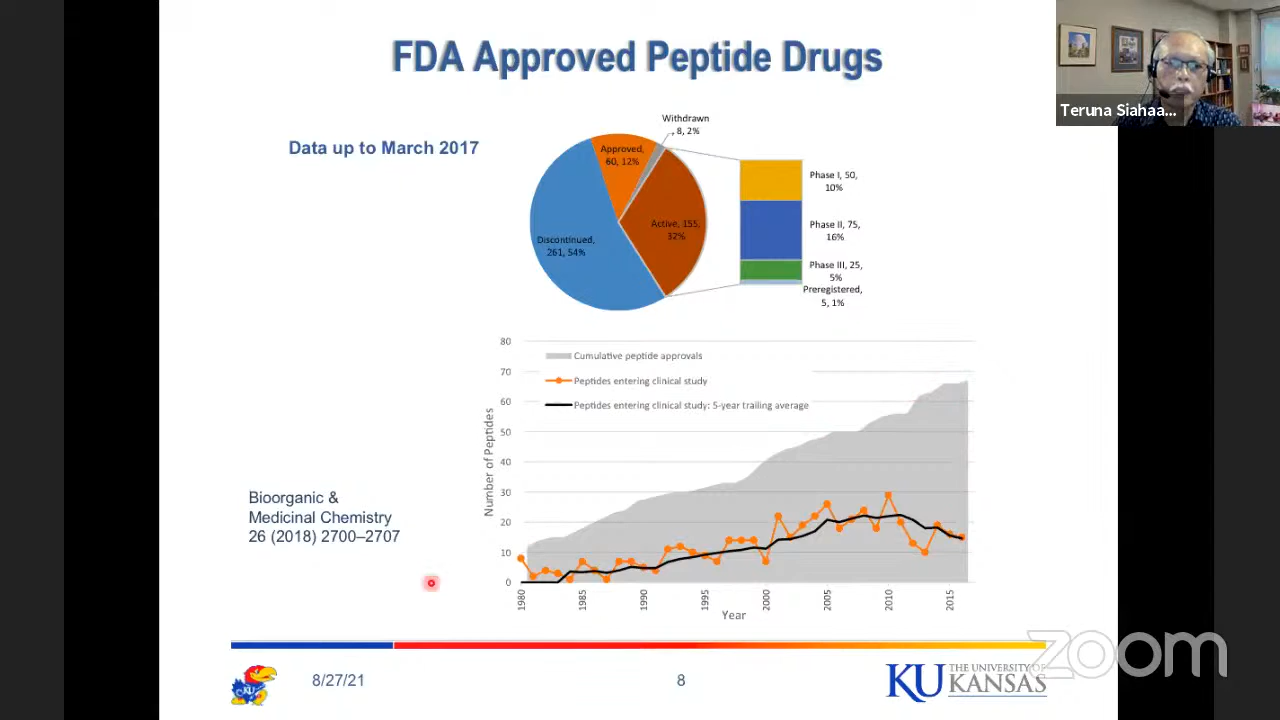 FDA Approved Peptide Drugs
Teruna Siahaa...
Data up to March 2017
Withdrawn
, 8, 2%
Approved,
60, 12%
Active, 155,
32%
Discontinued,
261, 54%
Phase I, 50,
10%
Phase II, 75,
16%
Phase III, 25,
5%
Preregistered,
5, 1%
80
70
60
50
40
30
20
10
0
Number of Peptides
Cumulative peptide approvals
Peptides entering clinical study
Peptides entering clinical study: 5-year trailing average
1980
1985
1990
1995
2000
2005
2010
2015
Year
Bioorganic &
Medicinal Chemistry
26 (2018) 2700–2707
KU
8/27/21
8
KU THE UNIVERSITY OF
KANSAS
zoom